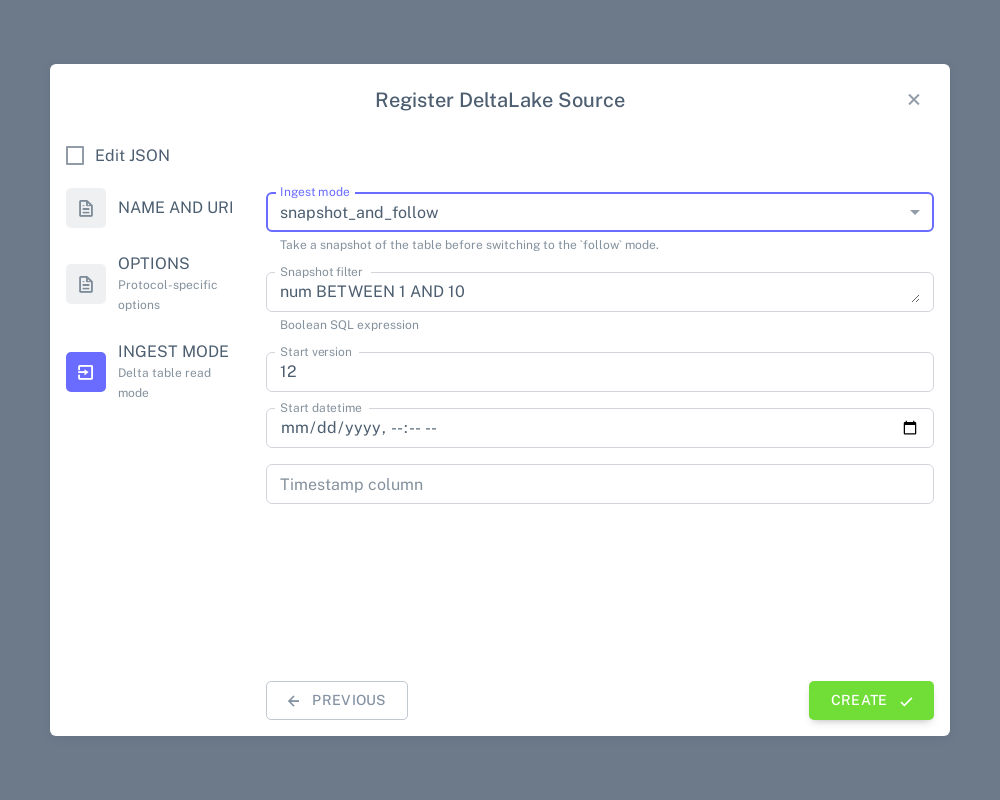 Register DeltaLake Source
Edit JSON
NAME AND URI
OPTIONS
Protocol-specific
options
INGEST MODE
Delta table read
mode
Ingest mode
snapshot_and_follow
Take a snapshot of the table before switching to the `follow` mode.
Snapshot filter
num BETWEEN 1 AND 10
Boolean SQL expression
Start version
12
Start datetime
mm/dd/yyyy, --:-- --
Timestamp column
PREVIOUS
CREATE